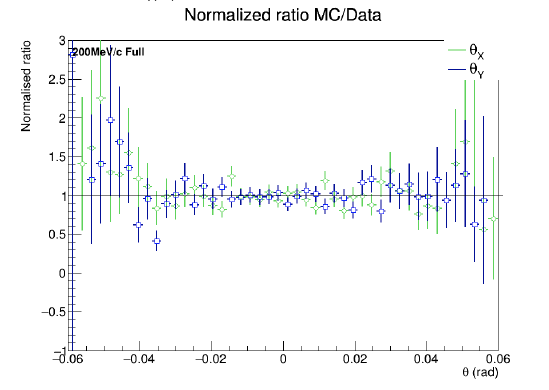 Normalized ratio MC/Data
Normalised ratio
200MeV/c Full
θX
θY
3
2.5
2
1.5
1
0.5
0
−0.5
−1
−0.06 −0.04 −0.02 0 0.02 0.04 0.06
θ (rad)